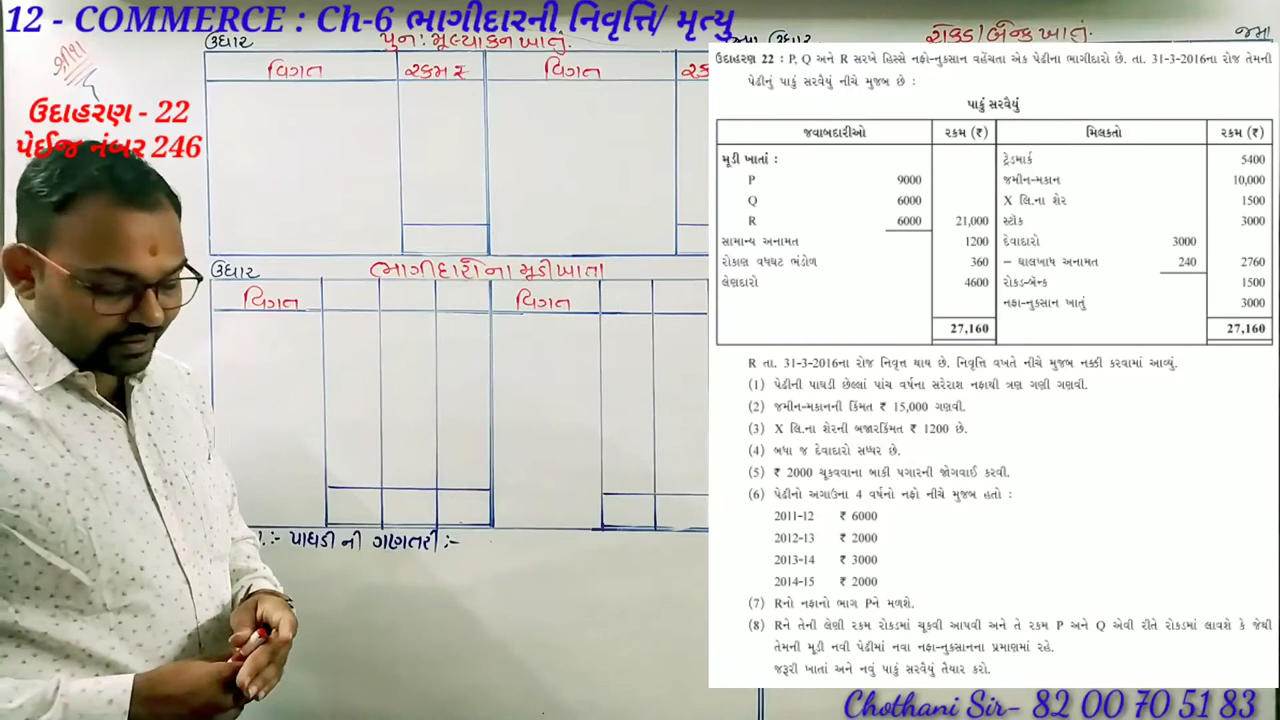 12 - COMMERCE : Ch-6 ભાગીદારની નિવૃત્તિ/ મૃત્યુ
શ્રીશા
ઉદાહરણ - 22
પેઈજ નંબર 246
ઉધાર પુનઃમૂલ્યાંકન ખાતું.
વિગત રકમ ₹ વિગત
ઉધાર ભાગીદારોના મૂડીખાતા
વિગત વિગત
પાઘડી ની ગણતરી :-
ઉધાર રોકડ/બેન્ક ખાતું. જમા
ઉદાહરણ 22 : P, Q અને R સરખે હિસ્સે નફો-નુકસાન વહેંચતા એક પેઢીના ભાગીદારો છે. તા. 31-3-2016ના રોજ તેમની
પેઢીનું પાકું સરવૈયું નીચે મુજબ છે :
પાકું સરવૈયું
જવાબદારીઓ રકમ (₹) મિલકતો રકમ (₹)
મૂડી ખાતાં : ટ્રેડમાર્ક 5400
P 9000 જમીન-મકાન 10,000
Q 6000 X લિ.ના શેર 1500
R 6000 21,000 સ્ટૉક 3000
સામાન્ય અનામત 1200 દેવાદારો 3000
રોકાણ વધઘટ ભંડોળ 360 – ઘાલખાધ અનામત 240 2760
લેણદારો 4600 રોકડ-બૅન્ક 1500
નફા-નુકસાન ખાતું 3000
27,160 27,160
R તા. 31-3-2016ના રોજ નિવૃત્ત થાય છે. નિવૃત્તિ વખતે નીચે મુજબ નક્કી કરવામાં આવ્યું.
(1) પેઢીની પાઘડી છેલ્લાં પાંચ વર્ષના સરેરાશ નફાથી ત્રણ ગણી ગણવી.
(2) જમીન-મકાનની કિંમત ₹ 15,000 ગણવી.
(3) X લિ.ના શેરની બજારકિંમત ₹ 1200 છે.
(4) બધા જ દેવાદારો સધ્ધર છે.
(5) ₹ 2000 ચૂકવવાના બાકી પગારની જોગવાઈ કરવી.
(6) પેઢીનો અગાઉના 4 વર્ષનો નફો નીચે મુજબ હતો :
2011-12 ₹ 6000
2012-13 ₹ 2000
2013-14 ₹ 3000
2014-15 ₹ 2000
(7) Rનો નફાનો ભાગ Pને મળશે.
(8) Rને તેની લેણી રકમ રોકડમાં ચૂકવી આપવી અને તે રકમ P અને Q એવી રીતે રોકડમાં લાવશે કે જેથી
તેમની મૂડી નવી પેઢીમાં નવા નફા-નુકસાનના પ્રમાણમાં રહે.
જરૂરી ખાતાં અને નવું પાકું સરવૈયું તૈયાર કરો.
Chothani Sir- 82 00 70 51 83